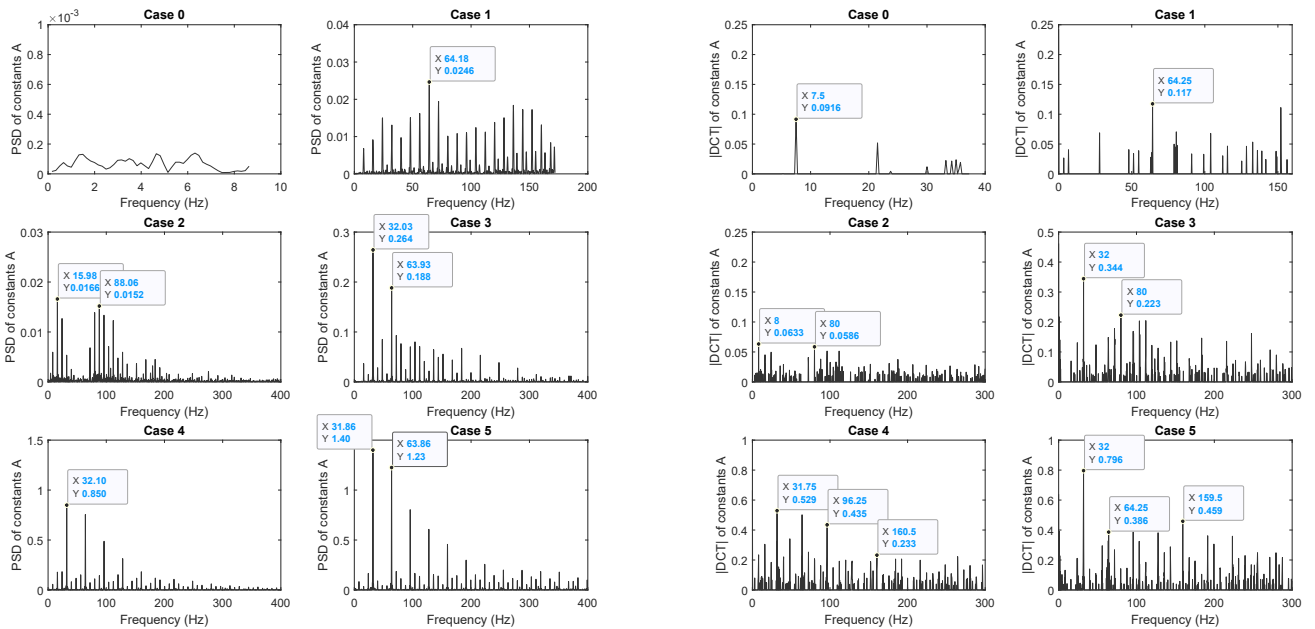 Case 0
×10⁻³
PSD of constants A
1
0.8
0.6
0.4
0.2
0
0 2 4 6 8 10
Frequency (Hz)
Case 1
PSD of constants A
0.04
0.03
0.02
0.01
0
X 64.18
Y 0.0246
0 50 100 150 200
Frequency (Hz)
Case 2
PSD of constants A
0.03
0.02
0.01
0
X 15.98
Y 0.0166
X 88.06
Y 0.0152
0 100 200 300 400
Frequency (Hz)
Case 3
PSD of constants A
0.3
0.2
0.1
0
X 32.03
Y 0.264
X 63.93
Y 0.188
0 100 200 300 400
Frequency (Hz)
Case 4
PSD of constants A
1.5
1
0.5
0
X 32.10
Y 0.850
0 100 200 300 400
Frequency (Hz)
Case 5
PSD of constants A
1
0.5
0
X 31.86
Y 1.40
X 63.86
Y 1.23
0 100 200 300 400
Frequency (Hz)
Case 0
|DCT| of constants A
0.25
0.2
0.15
0.1
0.05
0
X 7.5
Y 0.0916
0 10 20 30 40
Frequency (Hz)
Case 1
|DCT| of constants A
0.25
0.2
0.15
0.1
0.05
0
X 64.25
Y 0.117
0 50 100 150
Frequency (Hz)
Case 2
|DCT| of constants A
0.25
0.2
0.15
0.1
0.05
0
X 8
Y 0.0633
X 80
Y 0.0586
0 100 200 300
Frequency (Hz)
Case 3
|DCT| of constants A
0.5
0.4
0.3
0.2
0.1
0
X 32
Y 0.344
X 80
Y 0.223
0 100 200 300
Frequency (Hz)
Case 4
|DCT| of constants A
1
0.8
0.6
0.4
0.2
0
X 31.75
Y 0.529
X 96.25
Y 0.435
X 160.5
Y 0.233
0 100 200 300
Frequency (Hz)
Case 5
|DCT| of constants A
1
0.8
0.6
0.4
0.2
0
X 32
Y 0.796
X 64.25
Y 0.386
X 159.5
Y 0.459
0 100 200 300
Frequency (Hz)